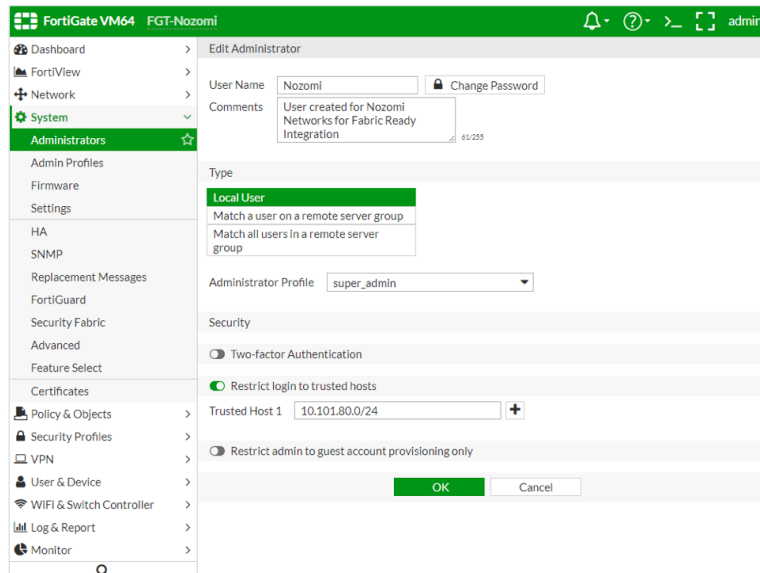 FortiGate VM64 FGT-Nozomi
admin
Dashboard
FortiView
Network
System
Administrators
Admin Profiles
Firmware
Settings
HA
SNMP
Replacement Messages
FortiGuard
Security Fabric
Advanced
Feature Select
Certificates
Policy & Objects
Security Profiles
VPN
User & Device
WiFi & Switch Controller
Log & Report
Monitor
Edit Administrator
User Name Nozomi Change Password
Comments
User created for Nozomi
Networks for Fabric Ready
Integration
61/255
Type
Local User
Match a user on a remote server group
Match all users in a remote server
group
Administrator Profile super_admin
Security
Two-factor Authentication
Restrict login to trusted hosts
Trusted Host 1 10.101.80.0/24
Restrict admin to guest account provisioning only
OK Cancel